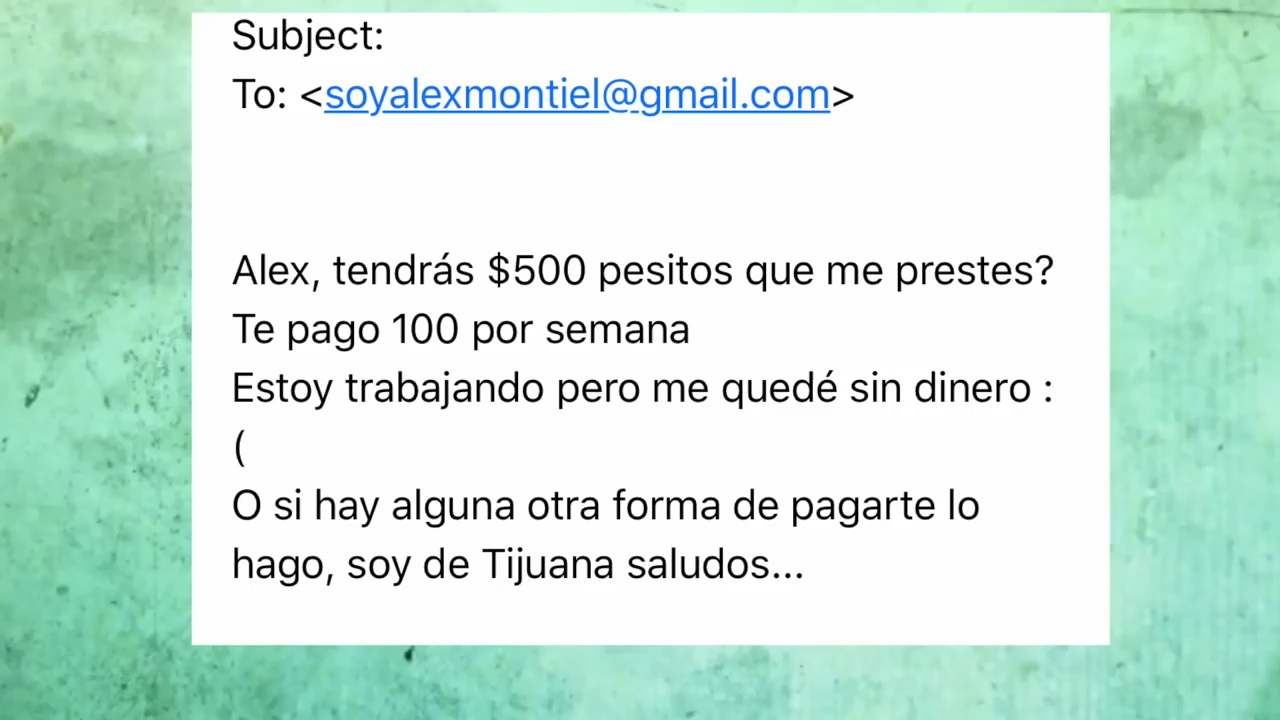 Subject:
To: <soyalexmontiel@gmail.com>
Alex, tendrás $500 pesitos que me prestes?
Te pago 100 por semana
Estoy trabajando pero me quedé sin dinero :
(
O si hay alguna otra forma de pagarte lo
hago, soy de Tijuana saludos...